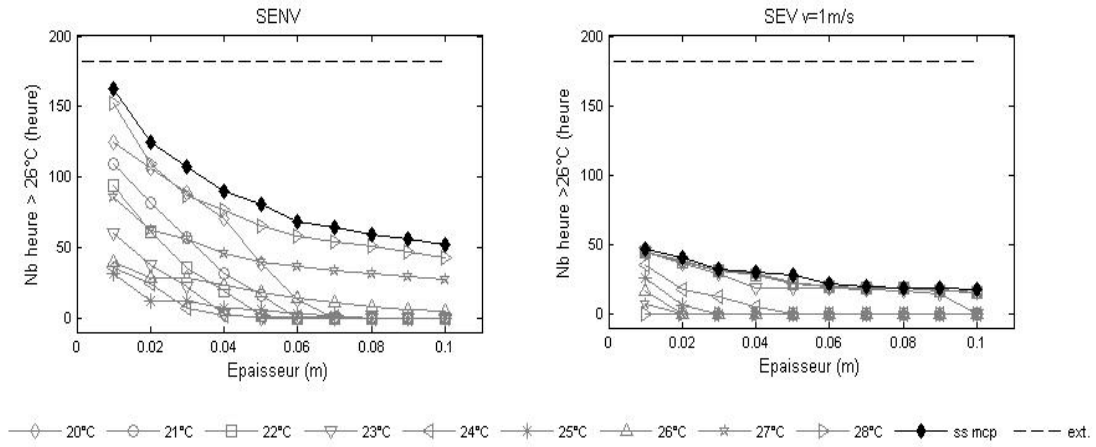 SENV
SEV v=1m/s
Nb heure > 26°C (heure)
200
150
100
50
0
0 0.02 0.04 0.06 0.08 0.1
Epaisseur (m)
Nb heure >26°C (heure
200
150
100
50
0
0 0.02 0.04 0.06 0.08 0.1
Epaisseur (m)
20°C 21°C 22°C 23°C 24°C 25°C 26°C 27°C 28°C ss mcp ext.